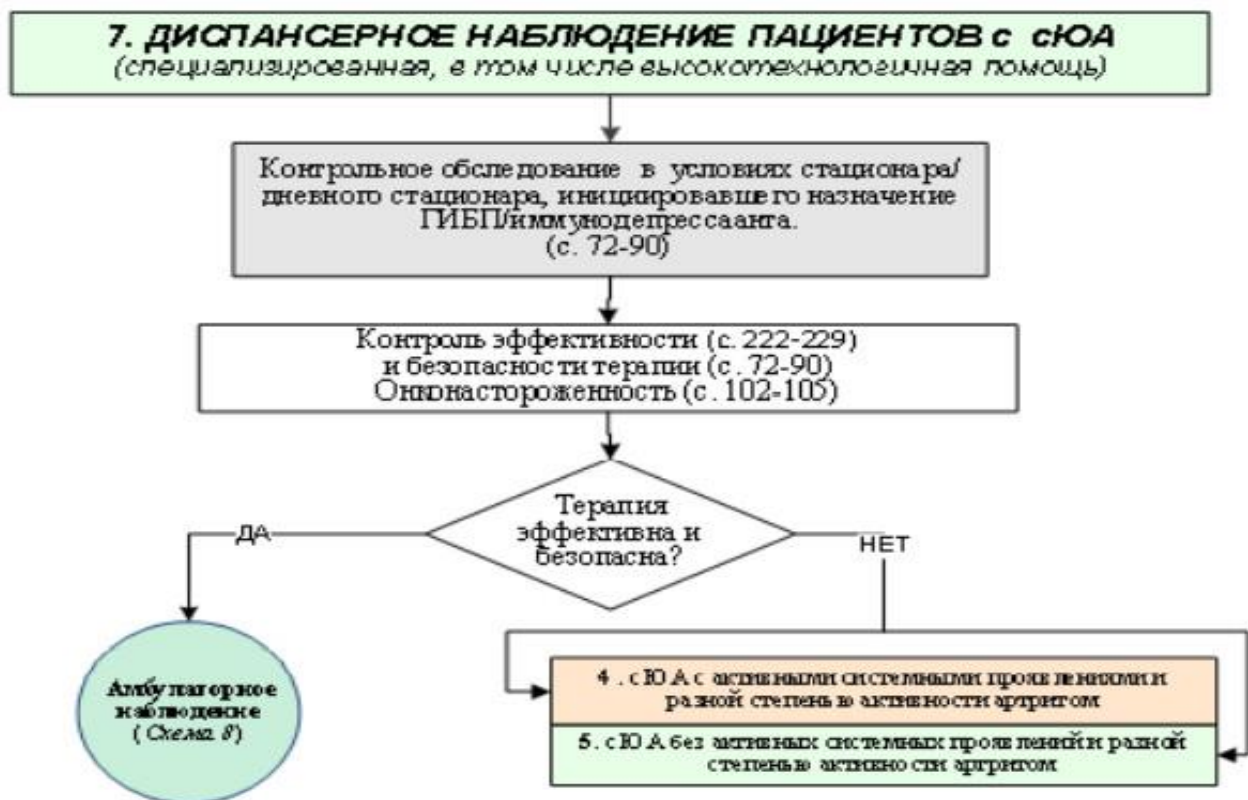 7. ДИСПАНСЕРНОЕ НАБЛЮДЕНИЕ ПАЦИЕНТОВ с сЮА
(специализированная, в том числе высокотехнологичная помощь)
Контрольное обследование в условиях стационара/
дневного стационара, инициировавшего назначение
ГИБП/иммунодепрессаанта.
(с. 72-90)
Контроль эффективности (с. 222-229)
и безопасности терапии (с. 72-90)
Онконастороженность (с. 102-105)
Терапия
эффективна и
безопасна?
ДА
НЕТ
Амбулаторное
наблюдение
(Схема 8)
4. сЮА с активными системными проявлениями и
разной степенью активности артритом
5. сЮА без активных системных проявлений и разной
степенью активности артритом